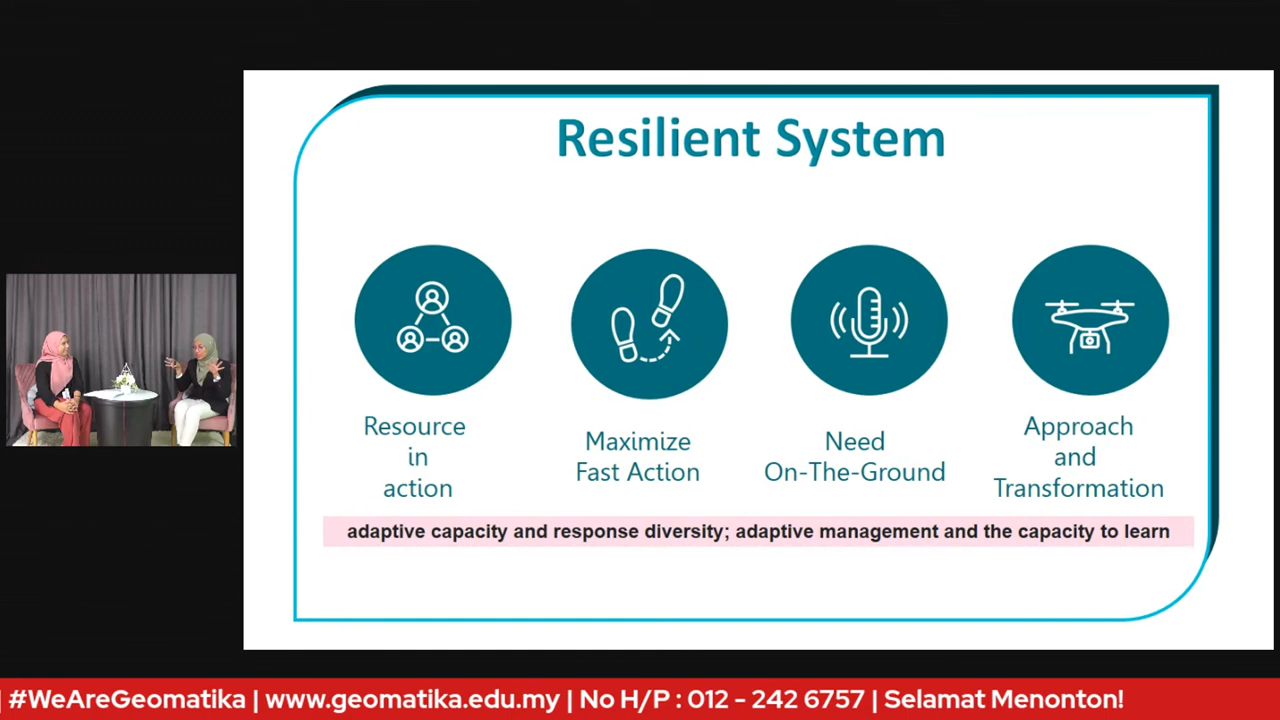 Resilient System
Resource
in
action
Maximize
Fast Action
Need
On-The-Ground
Approach
and
Transformation
adaptive capacity and response diversity; adaptive management and the capacity to learn
| #WeAreGeomatika | www.geomatika.edu.my | No H/P : 012 - 242 6757 | Selamat Menonton!